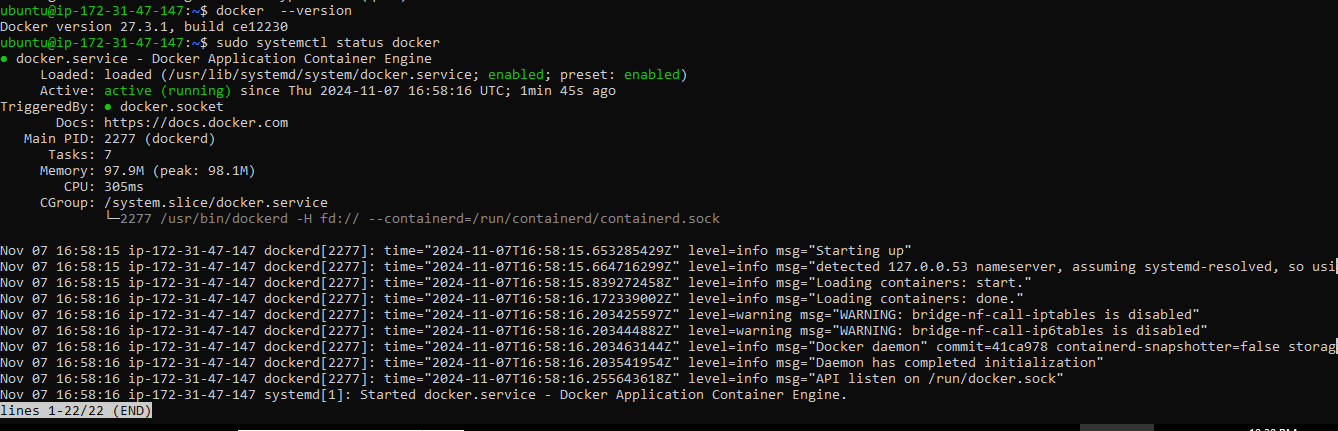 ubuntu@ip-172-31-47-147:~$ docker  --version
Docker version 27.3.1, build ce12230
ubuntu@ip-172-31-47-147:~$ sudo systemctl status docker
● docker.service - Docker Application Container Engine
     Loaded: loaded (/usr/lib/systemd/system/docker.service; enabled; preset: enabled)
     Active: active (running) since Thu 2024-11-07 16:58:16 UTC; 1min 45s ago
TriggeredBy: ● docker.socket
       Docs: https://docs.docker.com
   Main PID: 2277 (dockerd)
      Tasks: 7
     Memory: 97.9M (peak: 98.1M)
        CPU: 305ms
     CGroup: /system.slice/docker.service
             └─2277 /usr/bin/dockerd -H fd:// --containerd=/run/containerd/containerd.sock
Nov 07 16:58:15 ip-172-31-47-147 dockerd[2277]: time="2024-11-07T16:58:15.653285429Z" level=info msg="Starting up"
Nov 07 16:58:15 ip-172-31-47-147 dockerd[2277]: time="2024-11-07T16:58:15.664716299Z" level=info msg="detected 127.0.0.53 nameserver, assuming systemd-resolved, so usi
Nov 07 16:58:15 ip-172-31-47-147 dockerd[2277]: time="2024-11-07T16:58:15.839272458Z" level=info msg="Loading containers: start."
Nov 07 16:58:16 ip-172-31-47-147 dockerd[2277]: time="2024-11-07T16:58:16.172339002Z" level=info msg="Loading containers: done."
Nov 07 16:58:16 ip-172-31-47-147 dockerd[2277]: time="2024-11-07T16:58:16.203425597Z" level=warning msg="WARNING: bridge-nf-call-iptables is disabled"
Nov 07 16:58:16 ip-172-31-47-147 dockerd[2277]: time="2024-11-07T16:58:16.203444882Z" level=warning msg="WARNING: bridge-nf-call-ip6tables is disabled"
Nov 07 16:58:16 ip-172-31-47-147 dockerd[2277]: time="2024-11-07T16:58:16.203463144Z" level=info msg="Docker daemon" commit=41ca978 containerd-snapshotter=false storag
Nov 07 16:58:16 ip-172-31-47-147 dockerd[2277]: time="2024-11-07T16:58:16.203541954Z" level=info msg="Daemon has completed initialization"
Nov 07 16:58:16 ip-172-31-47-147 dockerd[2277]: time="2024-11-07T16:58:16.255643618Z" level=info msg="API listen on /run/docker.sock"
Nov 07 16:58:16 ip-172-31-47-147 systemd[1]: Started docker.service - Docker Application Container Engine.
lines 1-22/22 (END)